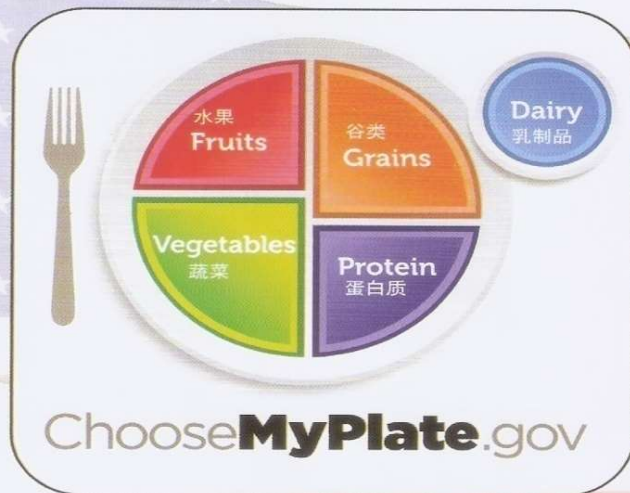 水果
Fruits
谷类
Grains
Dairy
乳制品
Vegetables
蔬菜
Protein
蛋白质
ChooseMyPlate.gov